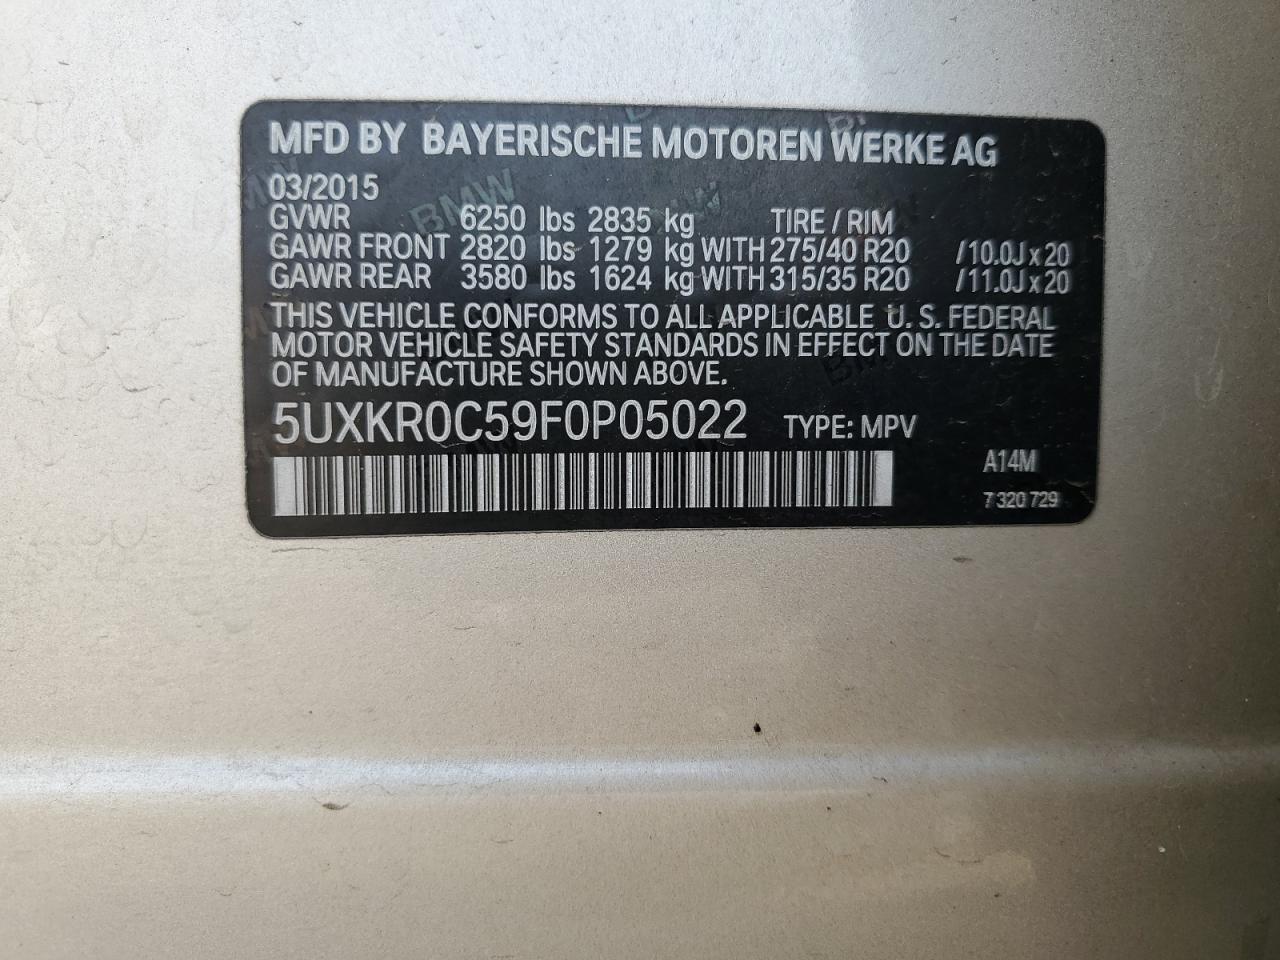 MFD BY BAYERISCHE MOTOREN WERKE AG
03/2015
GVWR 6250 lbs 2835 kg TIRE / RIM
GAWR FRONT 2820 lbs 1279 kg WITH 275/40 R20 /10.0J x 20
GAWR REAR 3580 lbs 1624 kg WITH 315/35 R20 /11.0J x 20
THIS VEHICLE CONFORMS TO ALL APPLICABLE U. S. FEDERAL
MOTOR VEHICLE SAFETY STANDARDS IN EFFECT ON THE DATE
OF MANUFACTURE SHOWN ABOVE.
5UXKR0C59F0P05022 TYPE: MPV
A14M
7 320 729